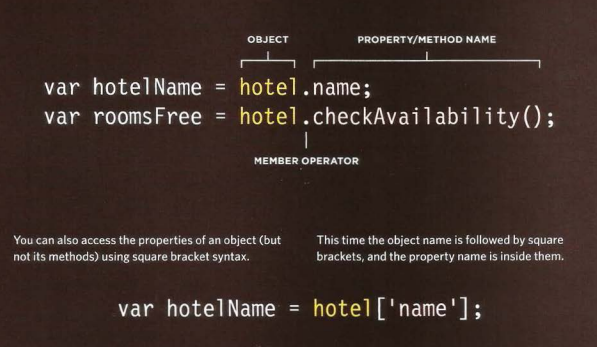 OBJECT PROPERTY/METHOD NAME
var hotelName = hotel.name;
var roomsFree = hotel.checkAvailability();
MEMBER OPERATOR
You can also access the properties of an object (but
not its methods) using square bracket syntax.
This time the object name is followed by square
brackets, and the property name is inside them.
var hotelName = hotel['name'];